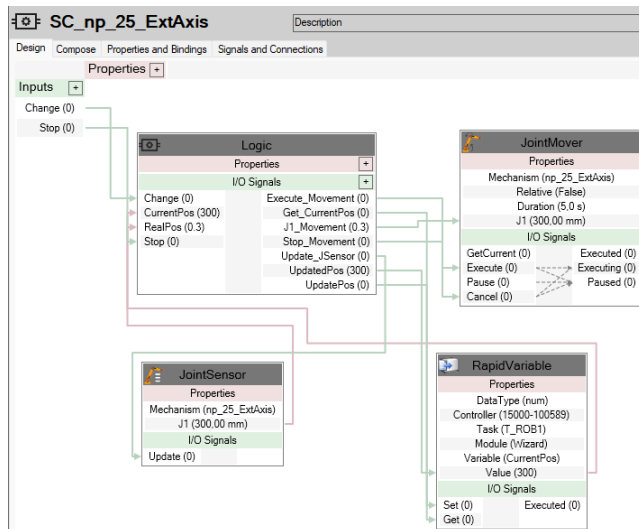 SC_np_25_ExtAxis
Description
Design Compose Properties and Bindings Signals and Connections
Properties +
Inputs +
Change (0)
Stop (0)
Logic
Properties +
I/O Signals +
Change (0) Execute_Movement (0)
CurrentPos (300) Get_CurrentPos (0)
RealPos (0.3) J1_Movement (0.3)
Stop (0) Stop_Movement (0)
Update_JSensor (0)
UpdatedPos (300)
UpdatePos (0)
JointMover
Properties
Mechanism (np_25_ExtAxis)
Relative (False)
Duration (5,0 s)
J1 (300,00 mm)
I/O Signals
GetCurrent (0) Executed (0)
Execute (0) Executing (0)
Pause (0) Paused (0)
Cancel (0)
JointSensor
Properties
Mechanism (np_25_ExtAxis)
J1 (300,00 mm)
I/O Signals
Update (0)
RapidVariable
Properties
DataType (num)
Controller (15000-100589)
Task (T_ROB1)
Module (Wizard)
Variable (CurrentPos)
Value (300)
I/O Signals
Set (0) Executed (0)
Get (0)